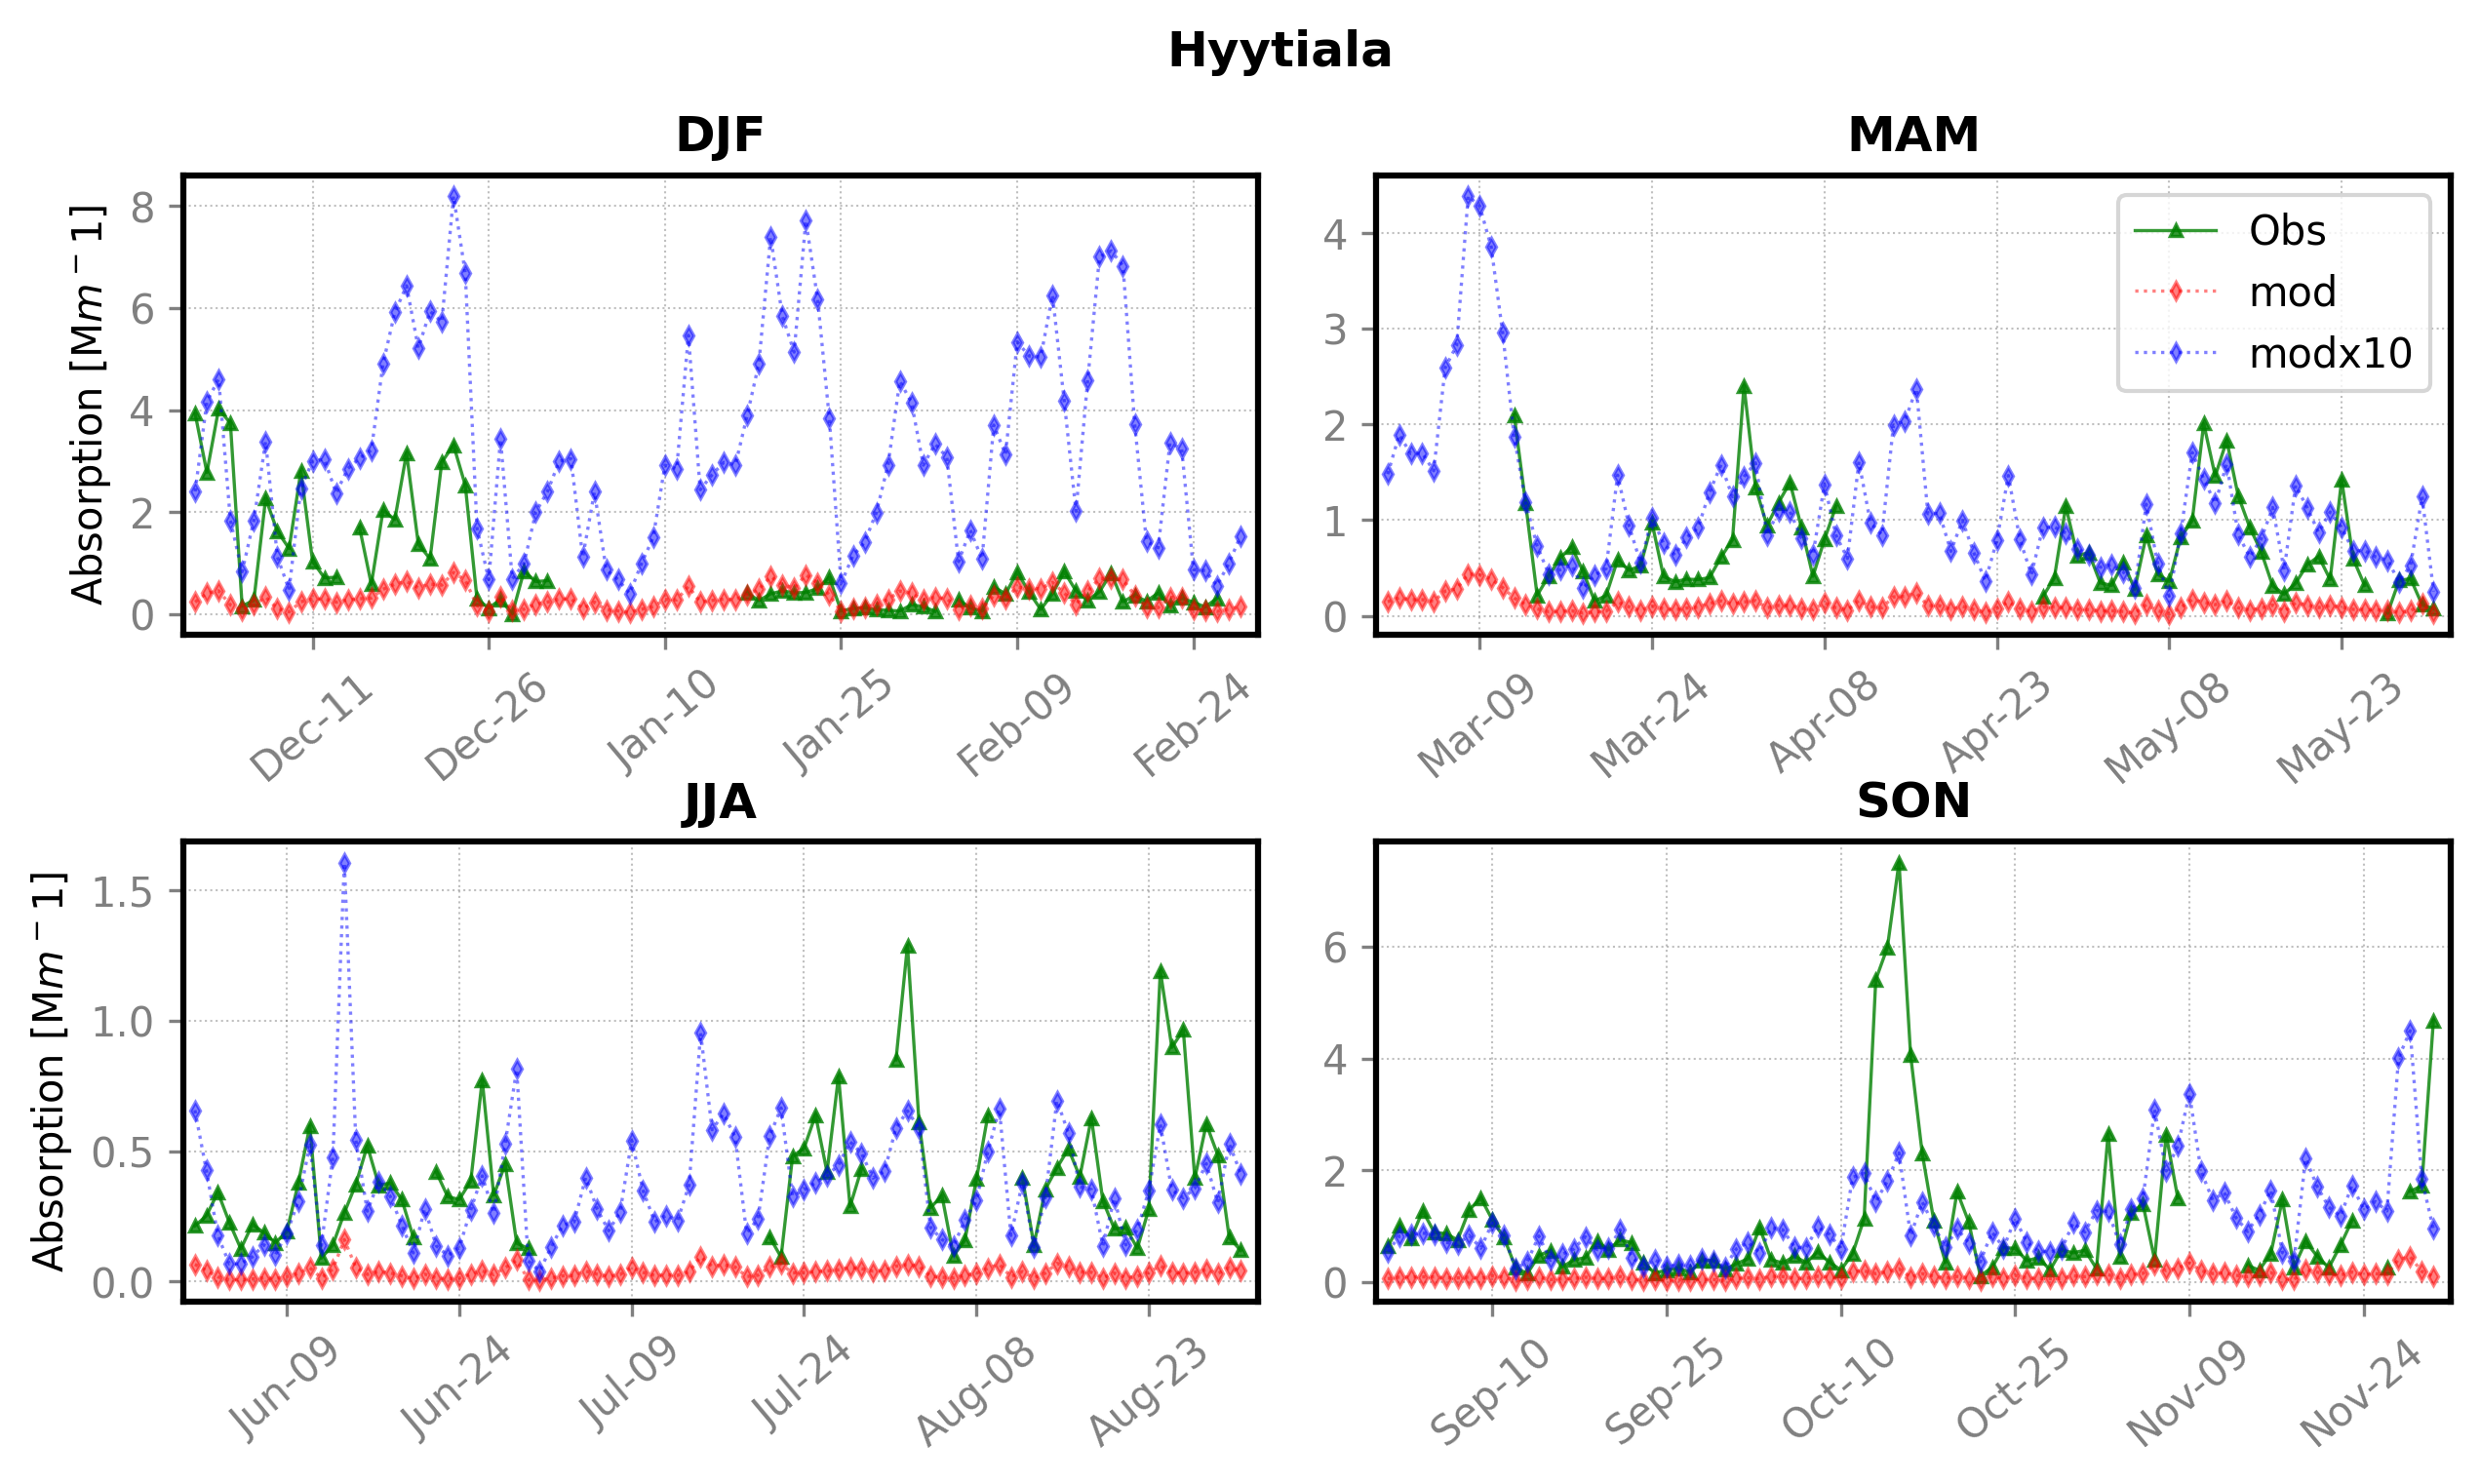 Hyytiala
DJF
MAM
Absorption [Mm − 1]
8
6
4
2
0
4
3
2
1
0
Obs
mod
modx10
Dec-11
Dec-26
Jan-10
Jan-25
Feb-09
Feb-24
Mar-09
Mar-24
Apr-08
Apr-23
May-08
May-23
JJA
SON
Absorption [Mm − 1]
1.5
1.0
0.5
0.0
6
4
2
0
Jun-09
Jun-24
Jul-09
Jul-24
Aug-08
Aug-23
Sep-10
Sep-25
Oct-10
Oct-25
Nov-09
Nov-24